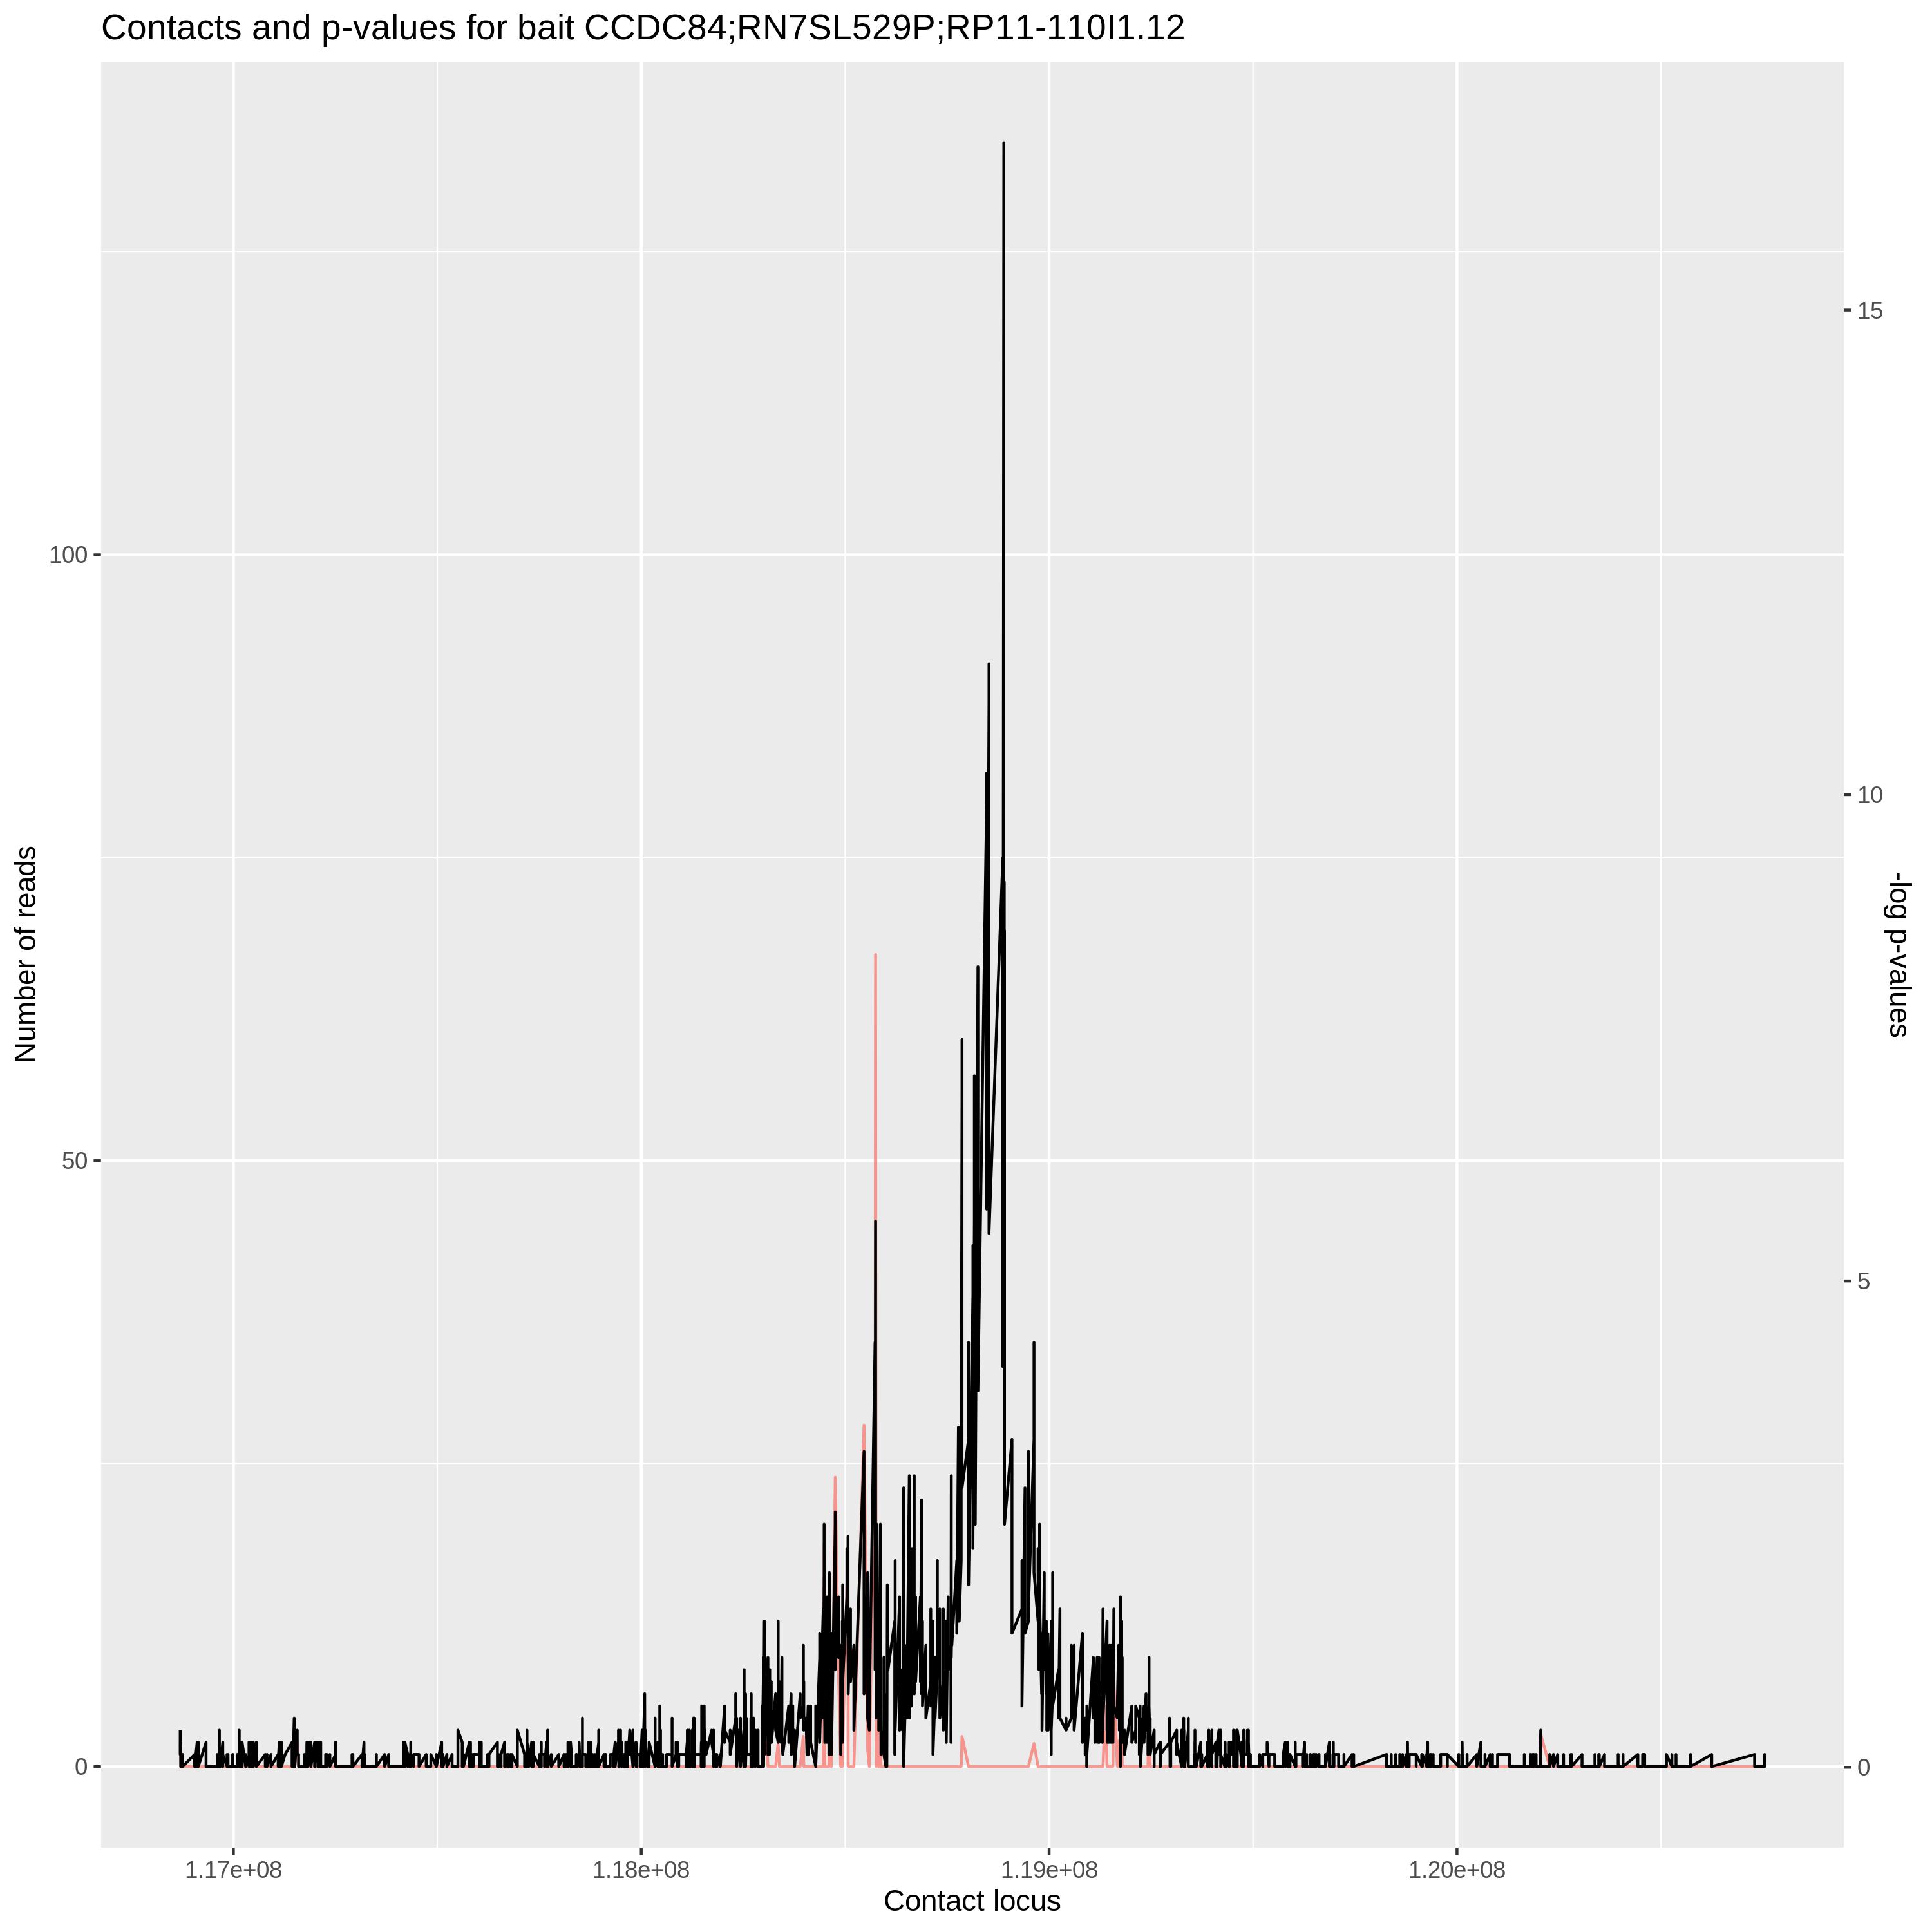 Contacts and p-values for bait CCDC84;RN7SL529P;RP11-110I1.12
Number of reads
100
50
0
15
10
5
0
-log p-values
1.17e+08
1.18e+08
1.19e+08
1.20e+08
Contact locus